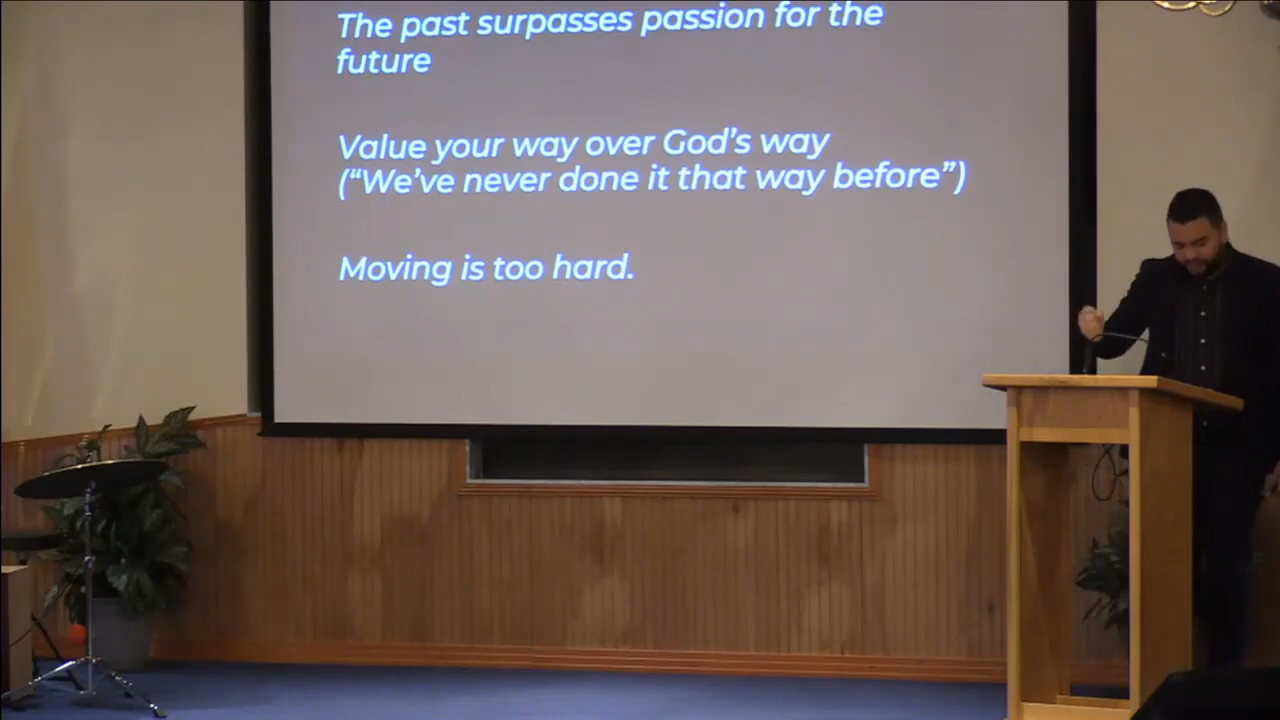 The past surpasses passion for the
future
Value your way over God’s way
(“We’ve never done it that way before”)
Moving is too hard.